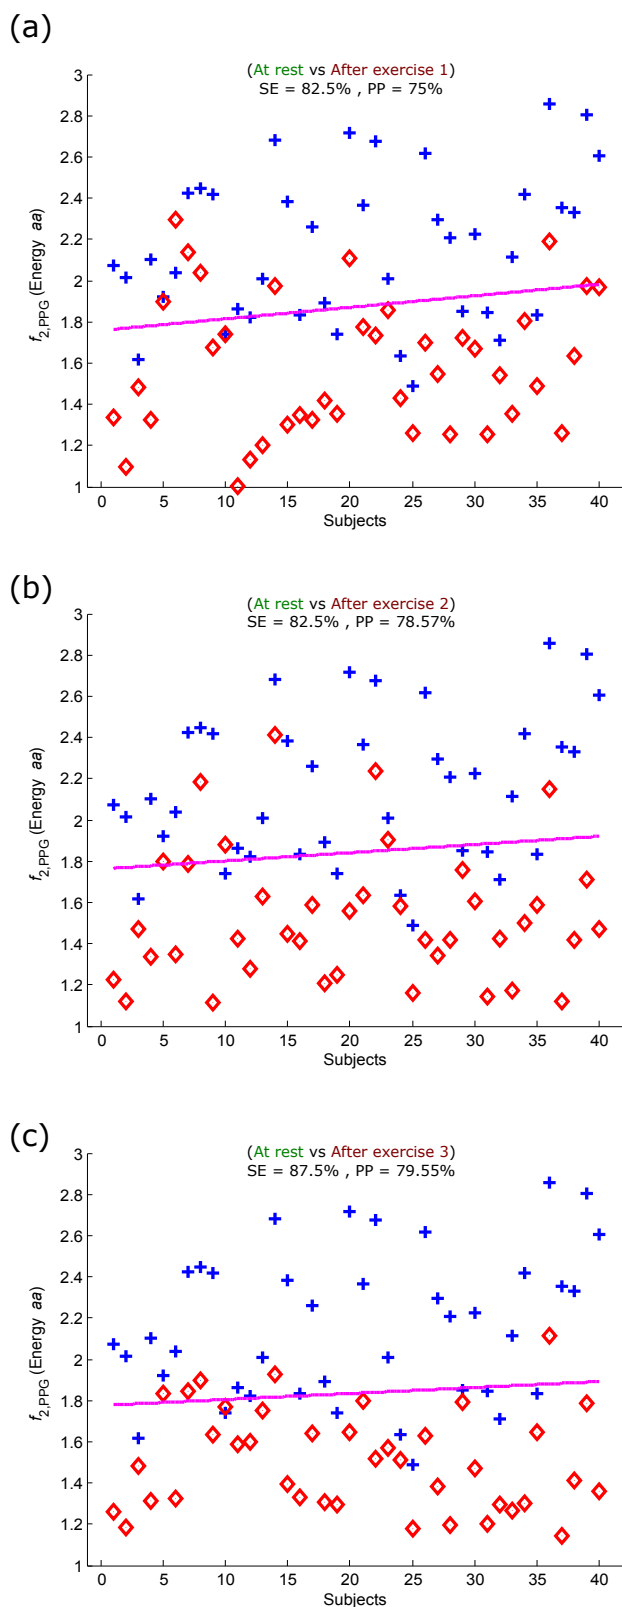 (a)
(At rest vs After exercise 1)
SE = 82.5% , PP = 75%
3
2.8
2.6
2.4
2.2
2
1.8
1.6
1.4
1.2
1
f2,PPG (Energy aa)
0 5 10 15 20 25 30 35 40
Subjects
(b)
(At rest vs After exercise 2)
SE = 82.5% , PP = 78.57%
3
2.8
2.6
2.4
2.2
2
1.8
1.6
1.4
1.2
1
f2,PPG (Energy aa)
0 5 10 15 20 25 30 35 40
Subjects
(c)
(At rest vs After exercise 3)
SE = 87.5% , PP = 79.55%
3
2.8
2.6
2.4
2.2
2
1.8
1.6
1.4
1.2
1
f2,PPG (Energy aa)
0 5 10 15 20 25 30 35 40
Subjects